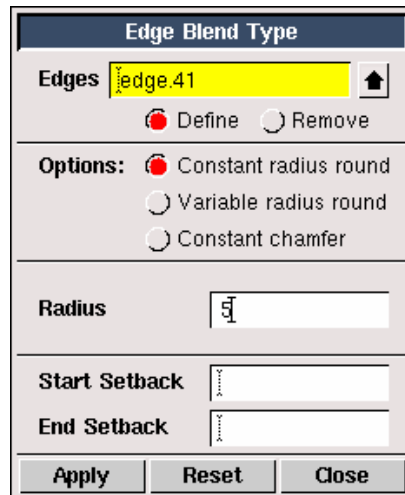 Edge Blend Type
Edges edge.41
Define Remove
Options: Constant radius round
Variable radius round
Constant chamfer
Radius 5
Start Setback
End Setback
Apply Reset Close